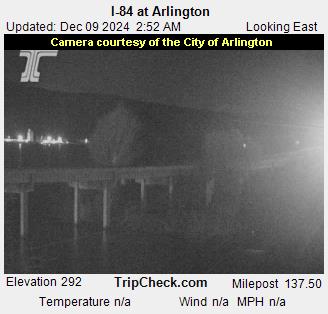 I-84 at Arlington
Updated: Dec 09 2024 2:52 AM Looking East
Camera courtesy of the City of Arlington
Elevation 292 TripCheck.com Milepost 137.50
Temperature n/a Wind n/a MPH n/a